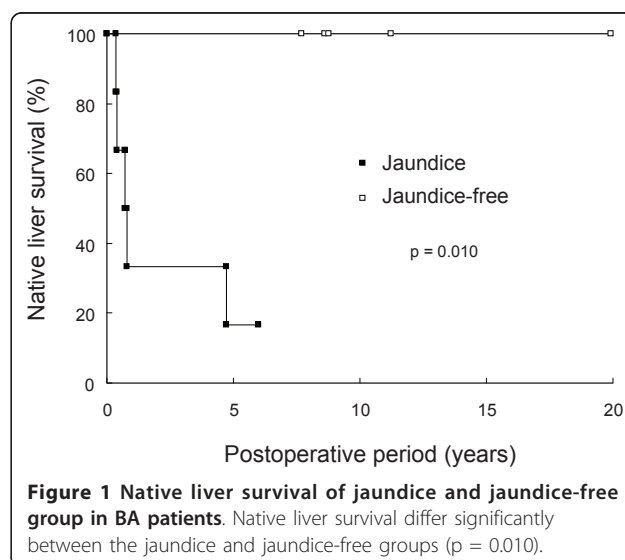 100
80
60
40
20
0
Native liver survival (%)
Jaundice
Jaundice-free
p = 0.010
0 5 10 15 20
Postoperative period (years)
Figure 1 Native liver survival of jaundice and jaundice-free
group in BA patients. Native liver survival differ significantly
between the jaundice and jaundice-free groups (p = 0.010).